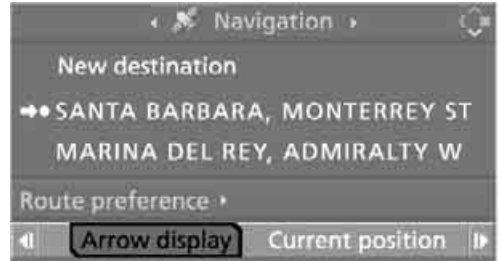 Navigation
New destination
SANTA BARBARA, MONTERREY ST
MARINA DEL REY, ADMIRALTY W
Route preference
Arrow display Current position